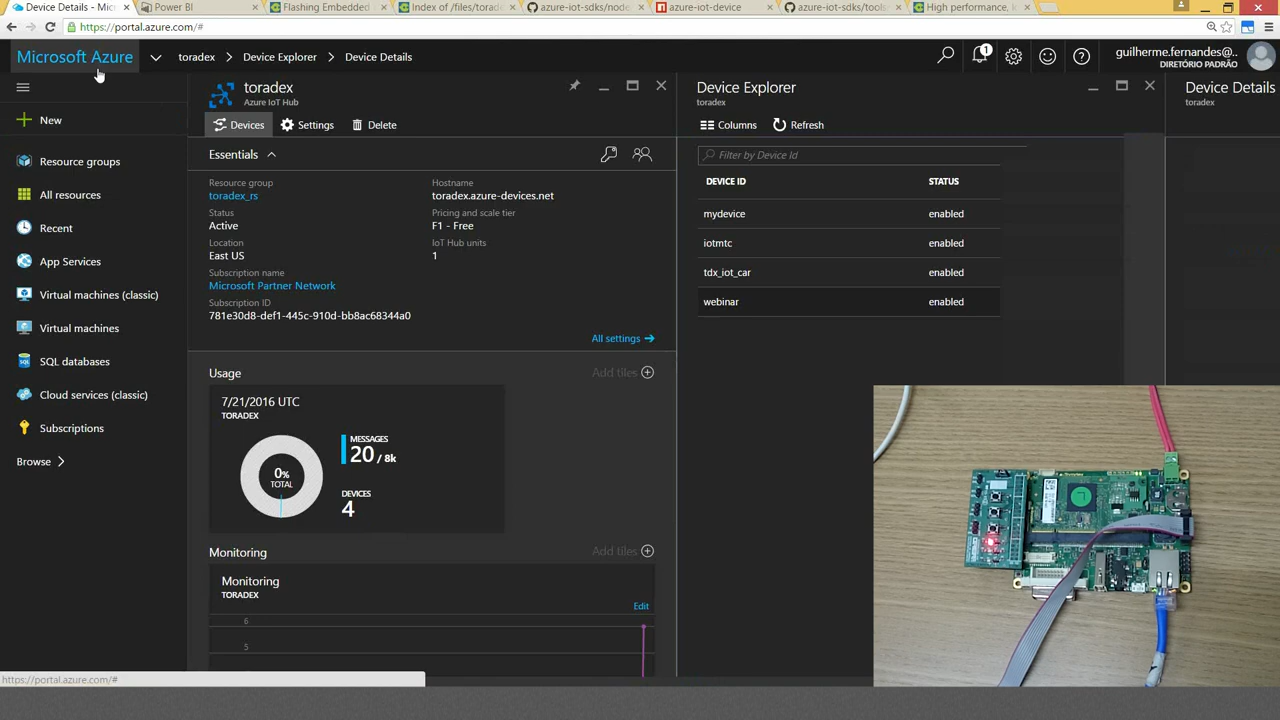 Device Details - Mic
Power BI
Flashing Embedded
Index of /files/torade
azure-iot-sdks/node
azure-iot-device
azure-iot-sdks/tools
High performance, l
https://portal.azure.com/#
Microsoft Azure
toradex > Device Explorer > Device Details
1
guilherme.fernandes@..
DIRETÓRIO PADRÃO
New
Resource groups
All resources
Recent
App Services
Virtual machines (classic)
Virtual machines
SQL databases
Cloud services (classic)
Subscriptions
Browse >
toradex
Azure IoT Hub
Devices Settings Delete
Essentials
Resource group
toradex_rs
Status
Active
Location
East US
Subscription name
Microsoft Partner Network
Subscription ID
781e30d8-def1-445c-910d-bb8ac68344a0
Hostname
toradex.azure-devices.net
Pricing and scale tier
F1 - Free
IoT Hub units
1
All settings
Usage
Add tiles
7/21/2016 UTC
TORADEX
0%
TOTAL
MESSAGES
20 / 8k
DEVICES
4
Monitoring
Add tiles
Monitoring
TORADEX
Edit
6
5
Device Explorer
toradex
Columns Refresh
Filter by Device Id
DEVICE ID STATUS
mydevice enabled
iotmtc enabled
tdx_iot_car enabled
webinar enabled
Device Details
toradex
https://portal.azure.com/#